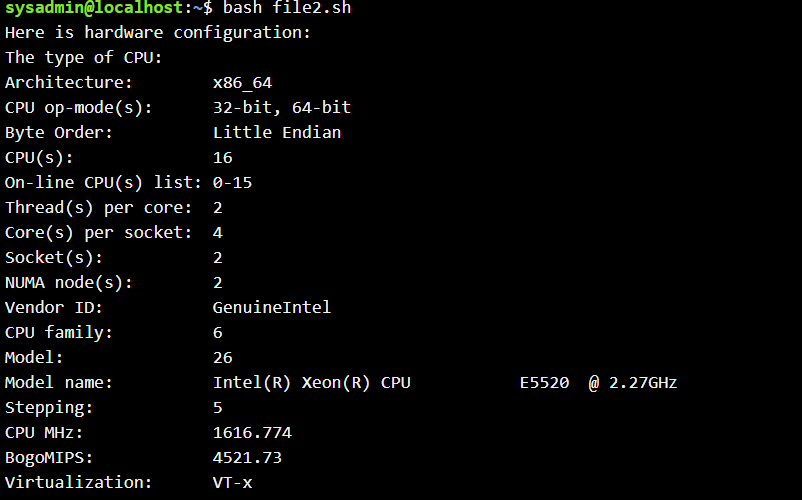 sysadmin@localhost:~$ bash file2.sh
Here is hardware configuration:
The type of CPU:
Architecture:        x86_64
CPU op-mode(s):      32-bit, 64-bit
Byte Order:          Little Endian
CPU(s):              16
On-line CPU(s) list: 0-15
Thread(s) per core:  2
Core(s) per socket:  4
Socket(s):           2
NUMA node(s):        2
Vendor ID:           GenuineIntel
CPU family:          6
Model:               26
Model name:          Intel(R) Xeon(R) CPU           E5520  @ 2.27GHz
Stepping:            5
CPU MHz:             1616.774
BogoMIPS:            4521.73
Virtualization:      VT-x